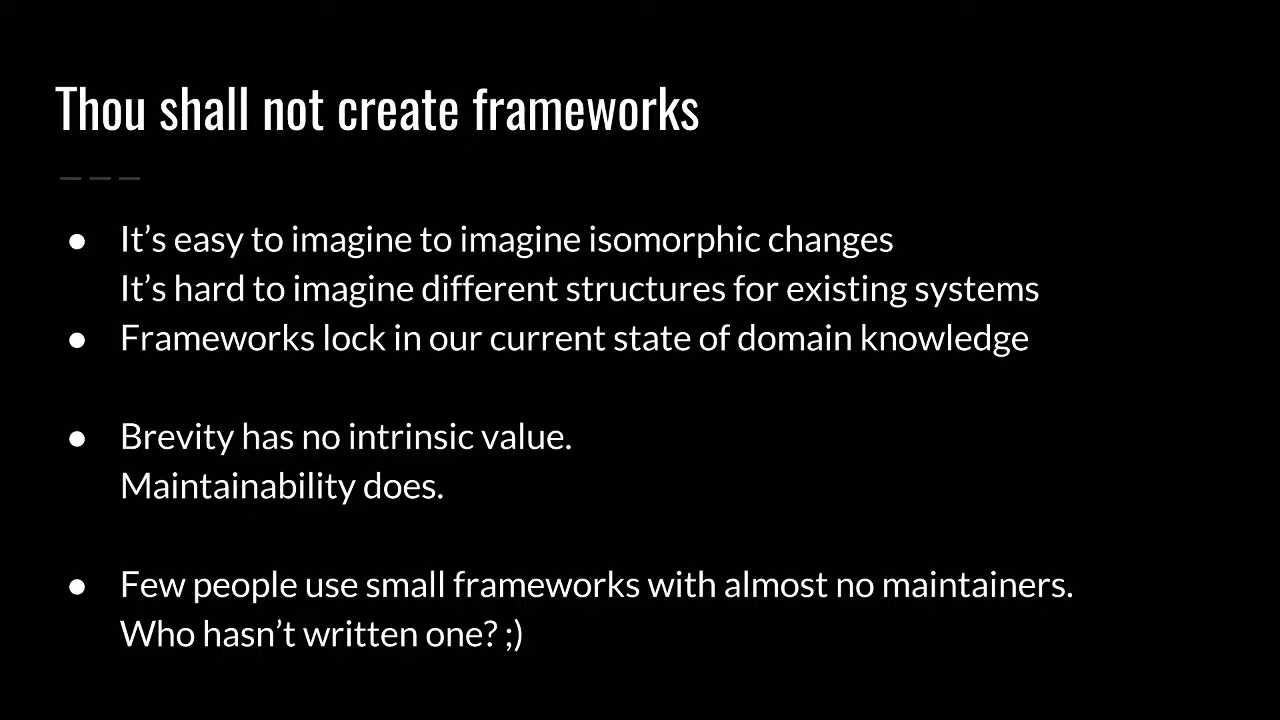 Thou shall not create frameworks
● It’s easy to imagine to imagine isomorphic changes
It’s hard to imagine different structures for existing systems
● Frameworks lock in our current state of domain knowledge
● Brevity has no intrinsic value.
Maintainability does.
● Few people use small frameworks with almost no maintainers.
Who hasn’t written one? ;)